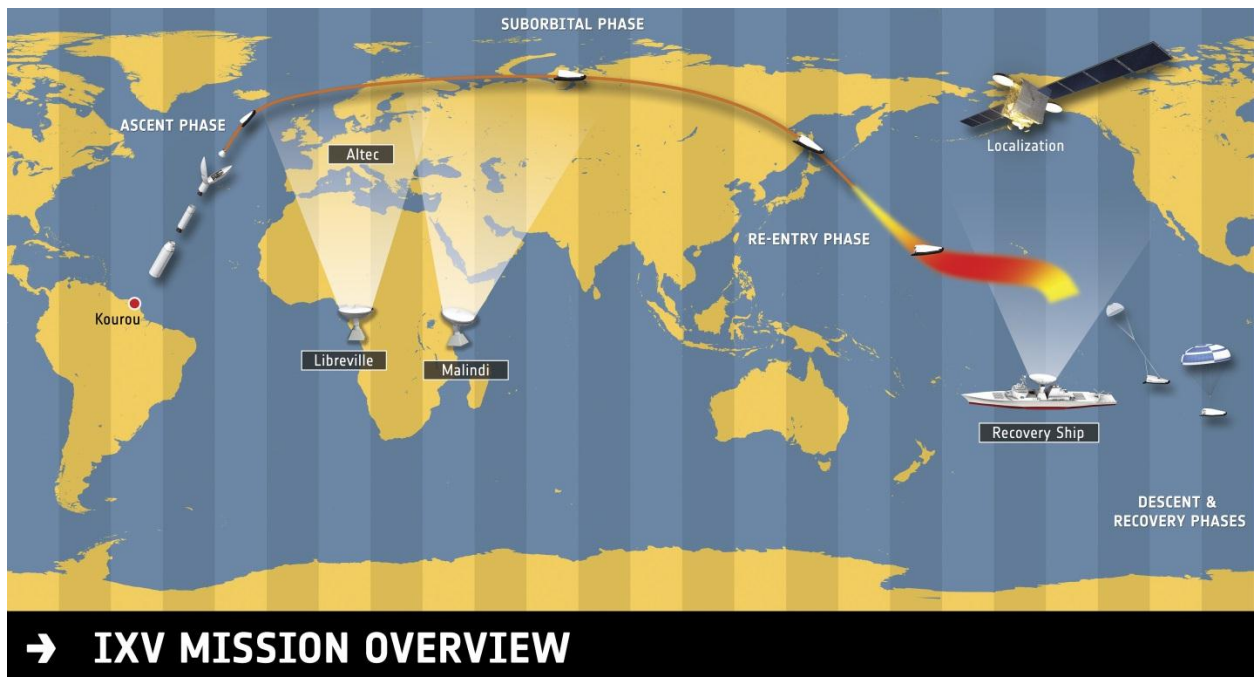 SUBORBITAL PHASE
ASCENT PHASE
Altec
Localization
RE-ENTRY PHASE
Kourou
Libreville
Malindi
Recovery Ship
DESCENT &
RECOVERY PHASES
→ IXV MISSION OVERVIEW